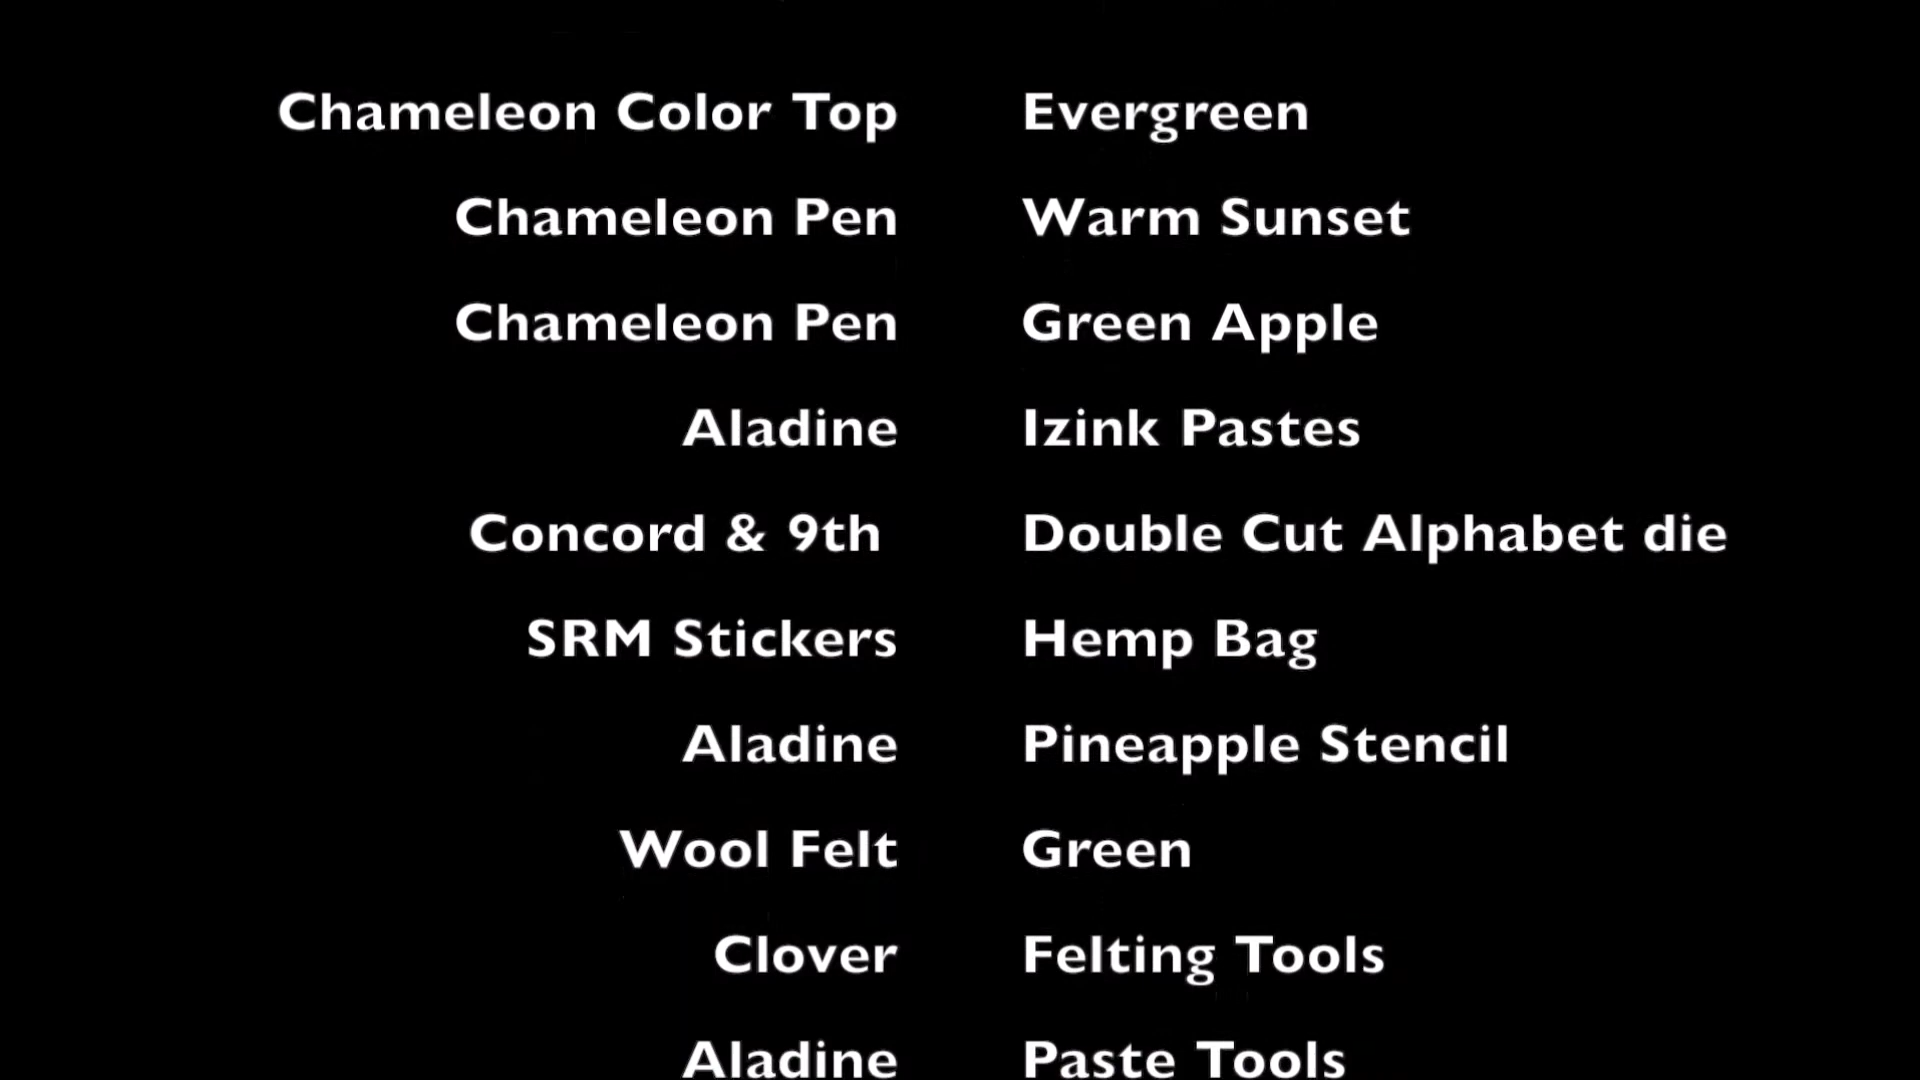 Chameleon Color Top Evergreen
Chameleon Pen Warm Sunset
Chameleon Pen Green Apple
Aladine Izink Pastes
Concord & 9th Double Cut Alphabet die
SRM Stickers Hemp Bag
Aladine Pineapple Stencil
Wool Felt Green
Clover Felting Tools
Aladine Paste Tools